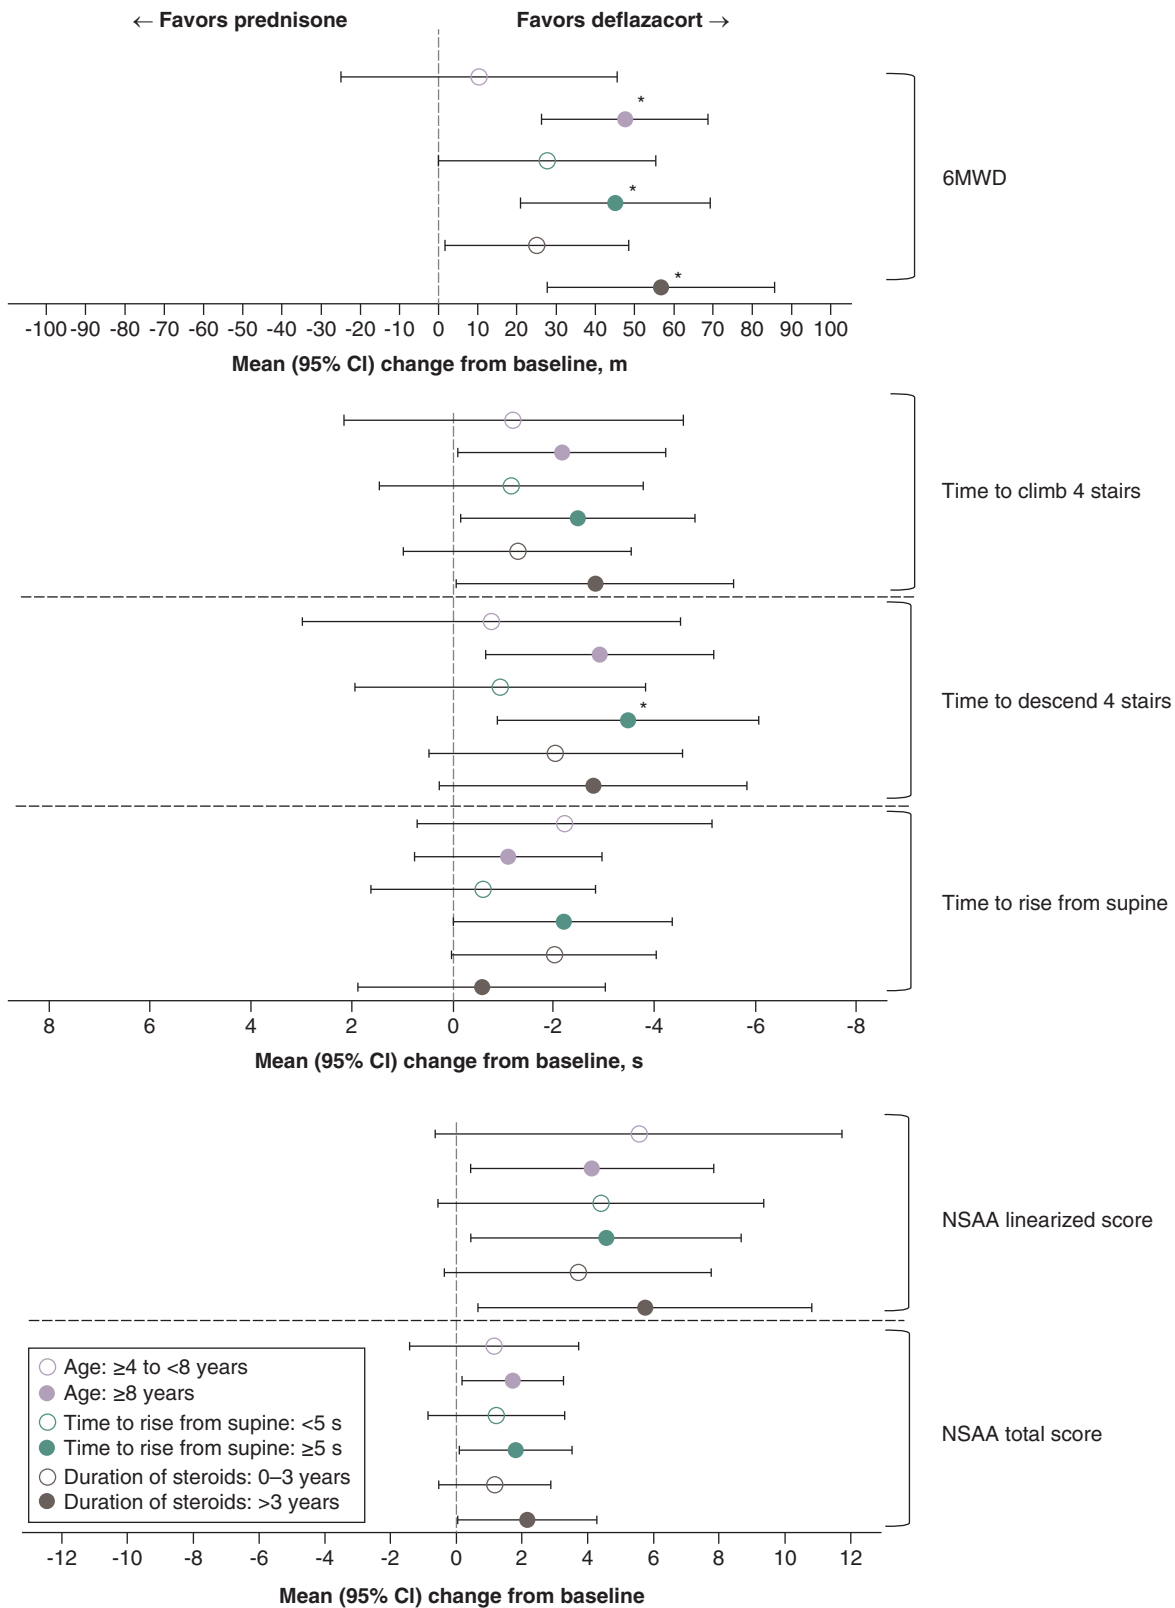 ← Favors prednisone
Favors deflazacort →
*
*
*
6MWD
-100 -90 -80 -70 -60 -50 -40 -30 -20 -10 0 10 20 30 40 50 60 70 80 90 100
Mean (95% CI) change from baseline, m
Time to climb 4 stairs
*
Time to descend 4 stairs
Time to rise from supine
8 6 4 2 0 -2 -4 -6 -8
Mean (95% CI) change from baseline, s
NSAA linearized score
Age: ≥4 to <8 years
Age: ≥8 years
Time to rise from supine: <5 s
Time to rise from supine: ≥5 s
Duration of steroids: 0–3 years
Duration of steroids: >3 years
NSAA total score
-12 -10 -8 -6 -4 -2 0 2 4 6 8 10 12
Mean (95% CI) change from baseline